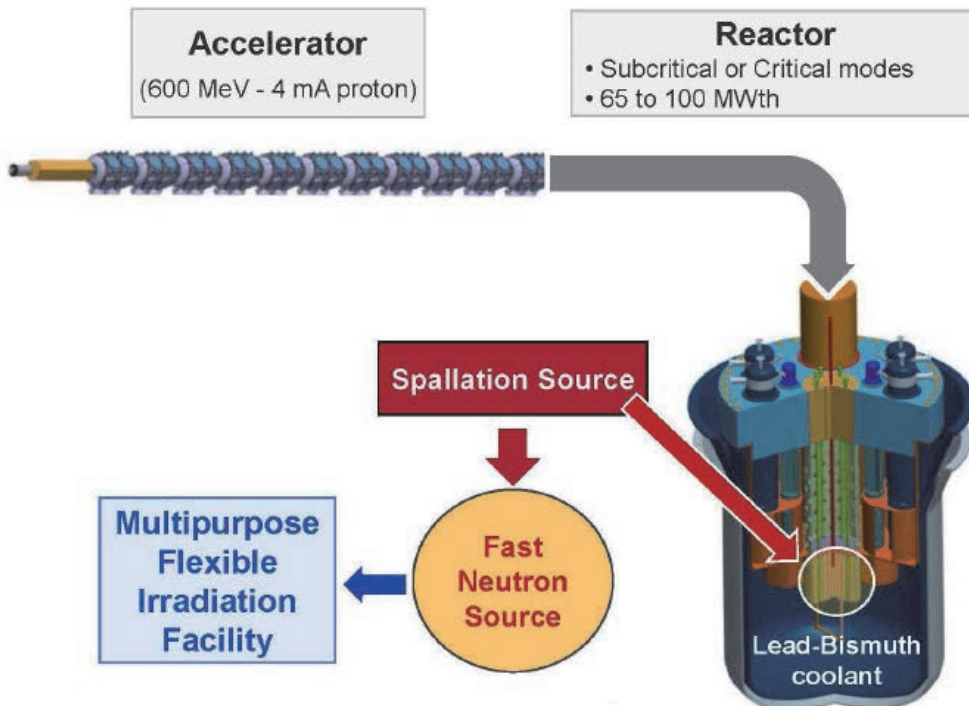 Accelerator
(600 MeV - 4 mA proton)
Reactor
• Subcritical or Critical modes
• 65 to 100 MWth
Spallation Source
Fast
Neutron
Source
Multipurpose
Flexible
Irradiation
Facility
Lead-Bismuth
coolant